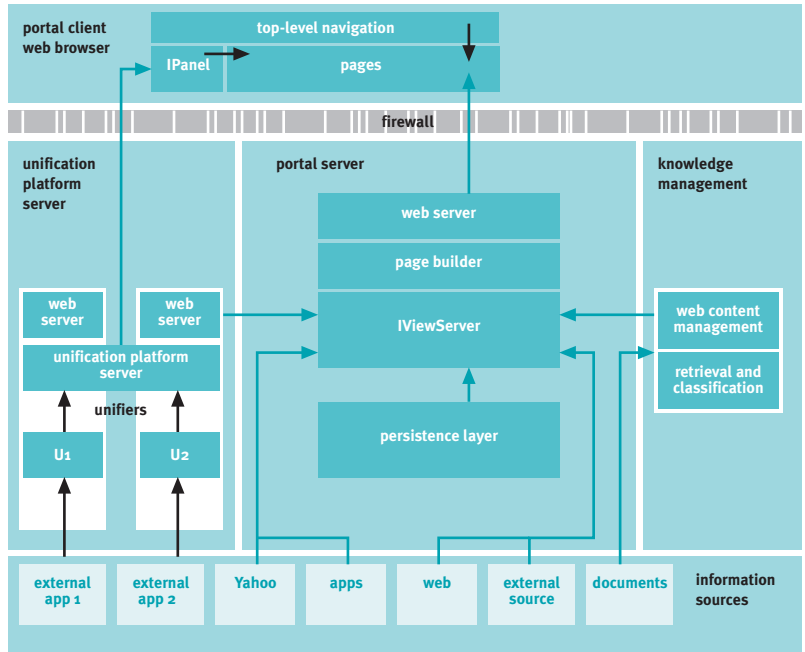 portal client
web browser
top-level navigation
IPanel
pages
firewall
unification
platform
server
portal server
knowledge
management
web server
page builder
IViewServer
persistence layer
web
server
web
server
unification platform
server
unifiers
U1
U2
web content
management
retrieval and
classification
external
app 1
external
app 2
Yahoo
apps
web
external
source
documents
information
sources